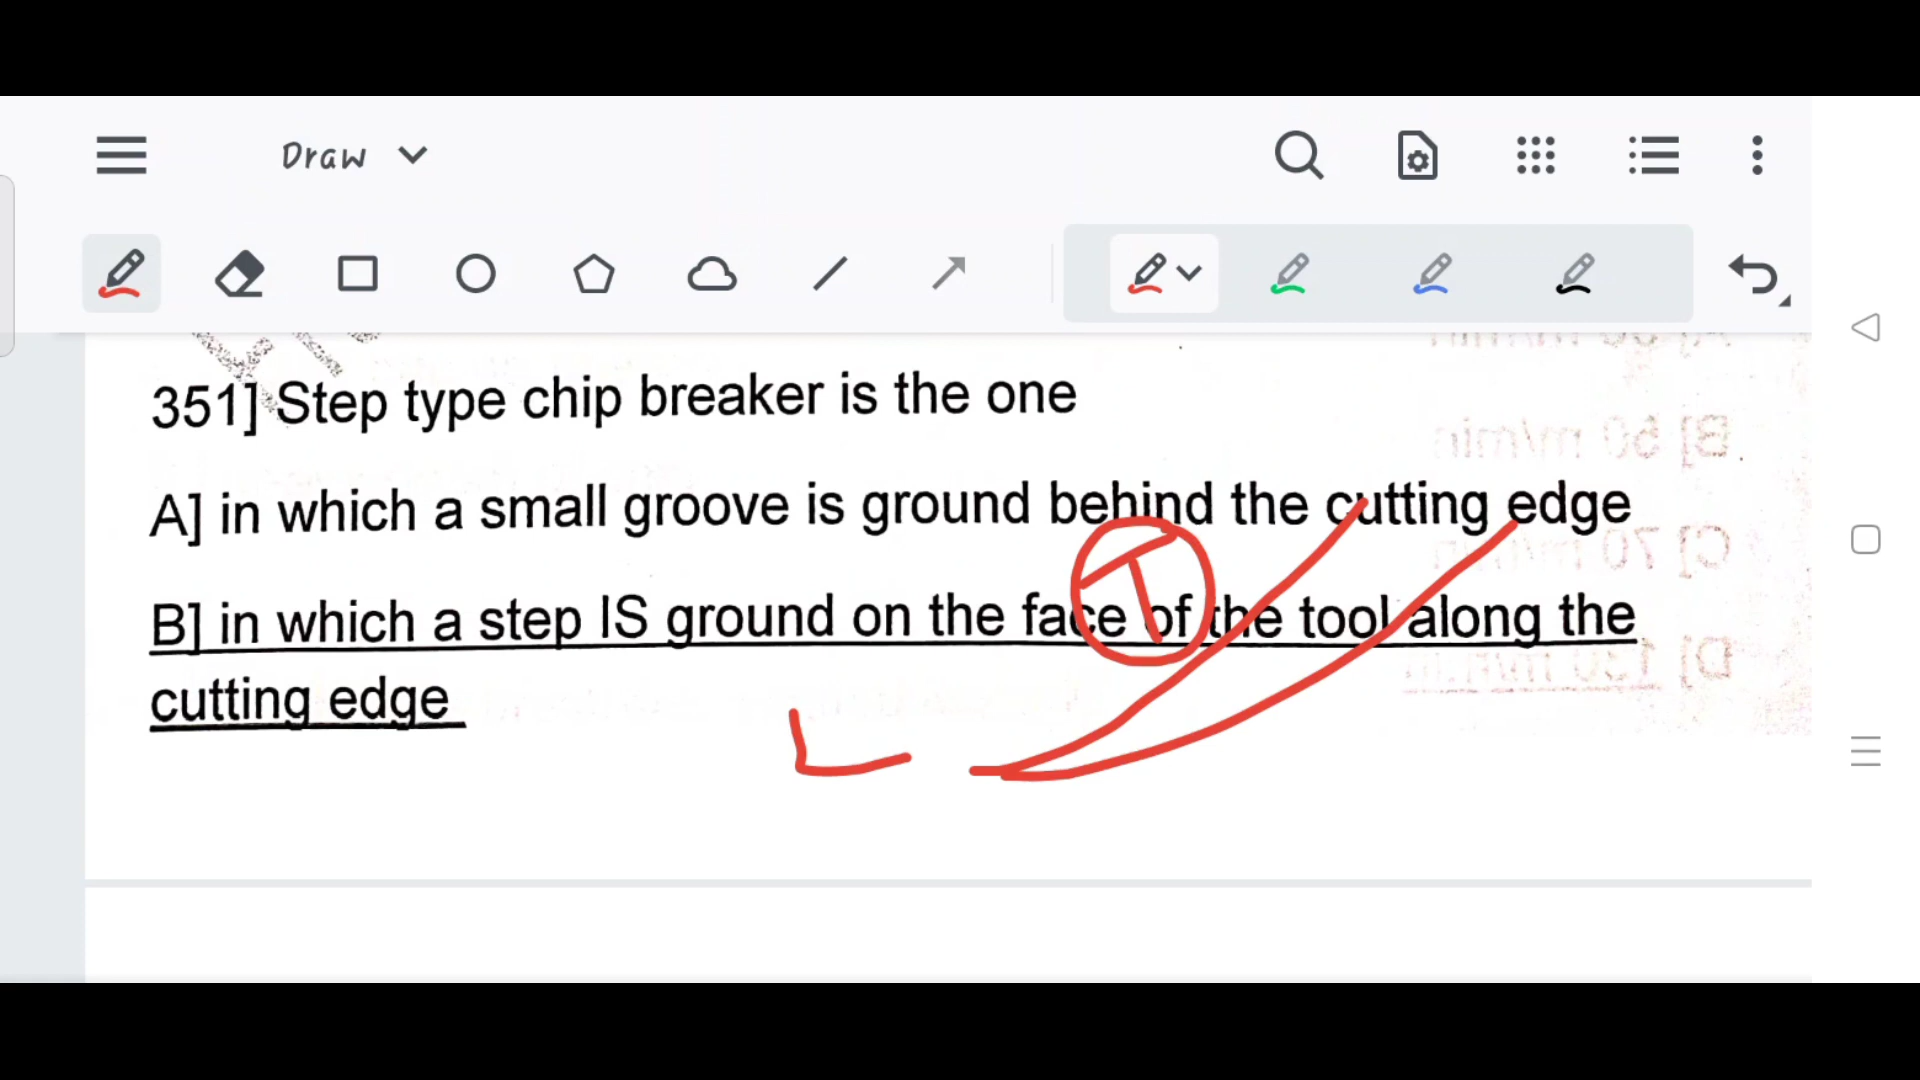 Draw
351] Step type chip breaker is the one
A] in which a small groove is ground behind the cutting edge
B] in which a step IS ground on the face of the tool along the
cutting edge
T